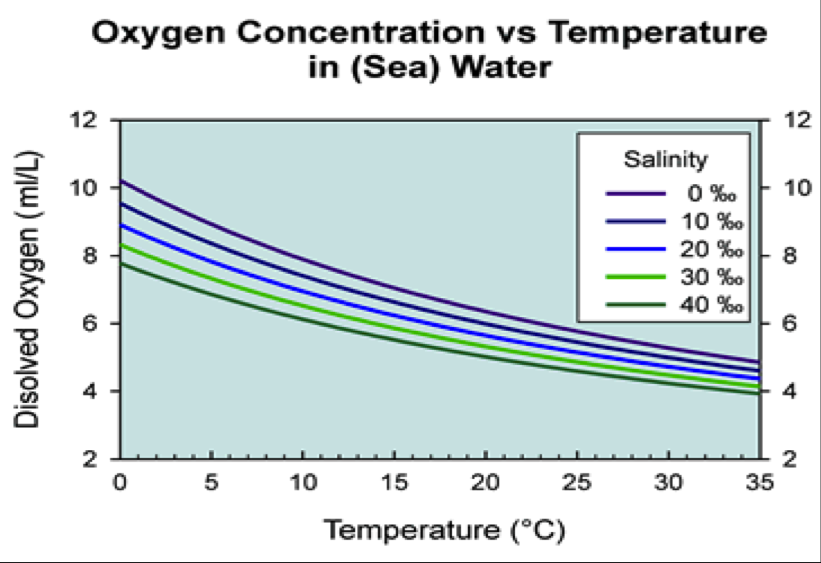 Oxygen Concentration vs Temperature
in (Sea) Water
12 12
Salinity
10 0 ‰ 10
10 ‰
8 20 ‰ 8
30 ‰
40 ‰
6 6
4 4
2 2
Disolved Oxygen (ml/L)
0 5 10 15 20 25 30 35
Temperature (°C)